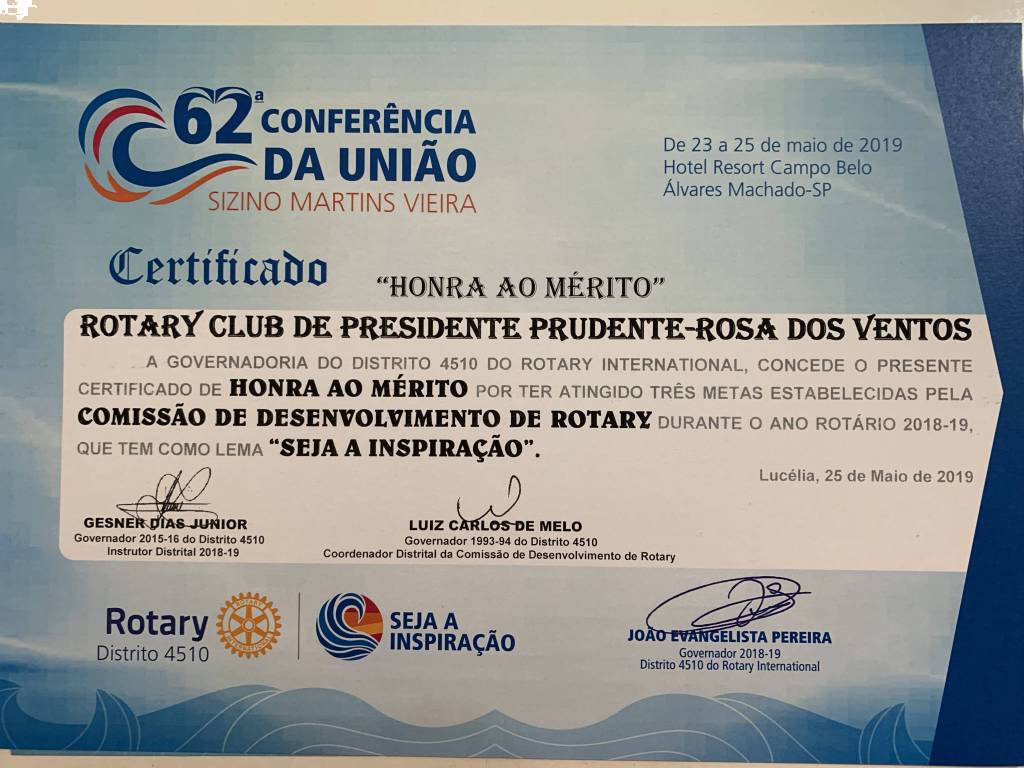 62ª CONFERÊNCIA
DA UNIÃO
SIZINO MARTINS VIEIRA
De 23 a 25 de maio de 2019
Hotel Resort Campo Belo
Álvares Machado-SP
Certificado
“HONRA AO MÉRITO”
ROTARY CLUB DE PRESIDENTE PRUDENTE-ROSA DOS VENTOS
A GOVERNADORIA DO DISTRITO 4510 DO ROTARY INTERNATIONAL, CONCEDE O PRESENTE
CERTIFICADO DE HONRA AO MÉRITO POR TER ATINGIDO TRÊS METAS ESTABELECIDAS PELA
COMISSÃO DE DESENVOLVIMENTO DE ROTARY DURANTE O ANO ROTÁRIO 2018-19,
QUE TEM COMO LEMA “SEJA A INSPIRAÇÃO”.
Lucélia, 25 de Maio de 2019
GESNER DIAS JUNIOR
Governador 2015-16 do Distrito 4510
Instrutor Distrital 2018-19
LUIZ CARLOS DE MELO
Governador 1993-94 do Distrito 4510
Coordenador Distrital da Comissão de Desenvolvimento de Rotary
Rotary
Distrito 4510
ROTARY
INTERNATIONAL
SEJA A
INSPIRAÇÃO
JOÃO EVANGELISTA PEREIRA
Governador 2018-19
Distrito 4510 do Rotary International